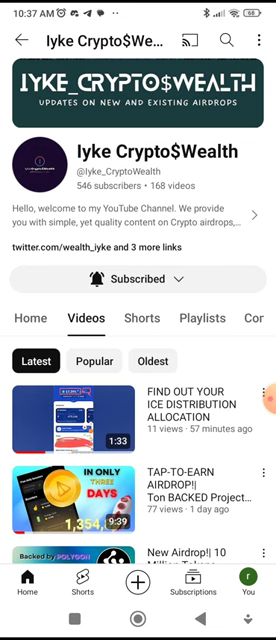 10:37 AM
68
Iyke Crypto$We...
IYKE_CRYPTO$WEALTH
UPDATES ON NEW AND EXISTING AIRDROPS
Iyke Crypto$Wealth
@Iyke_CryptoWealth
546 subscribers • 168 videos
Hello, welcome to my YouTube Channel. We provide
you with simple, yet quality content on Crypto airdrops,...
twitter.com/wealth_iyke and 3 more links
Subscribed
Home Videos Shorts Playlists Cor
Latest Popular Oldest
FIND OUT YOUR
ICE DISTRIBUTION
ALLOCATION
11 views · 57 minutes ago
1:33
IN ONLY
THREE
DAYS
1,354,
9:39
TAP-TO-EARN
AIRDROP!|
Ton BACKED Project...
77 views · 1 day ago
Backed by POLYGON
New Airdrop!| 10
Million Tokens
Home Shorts Subscriptions You
r